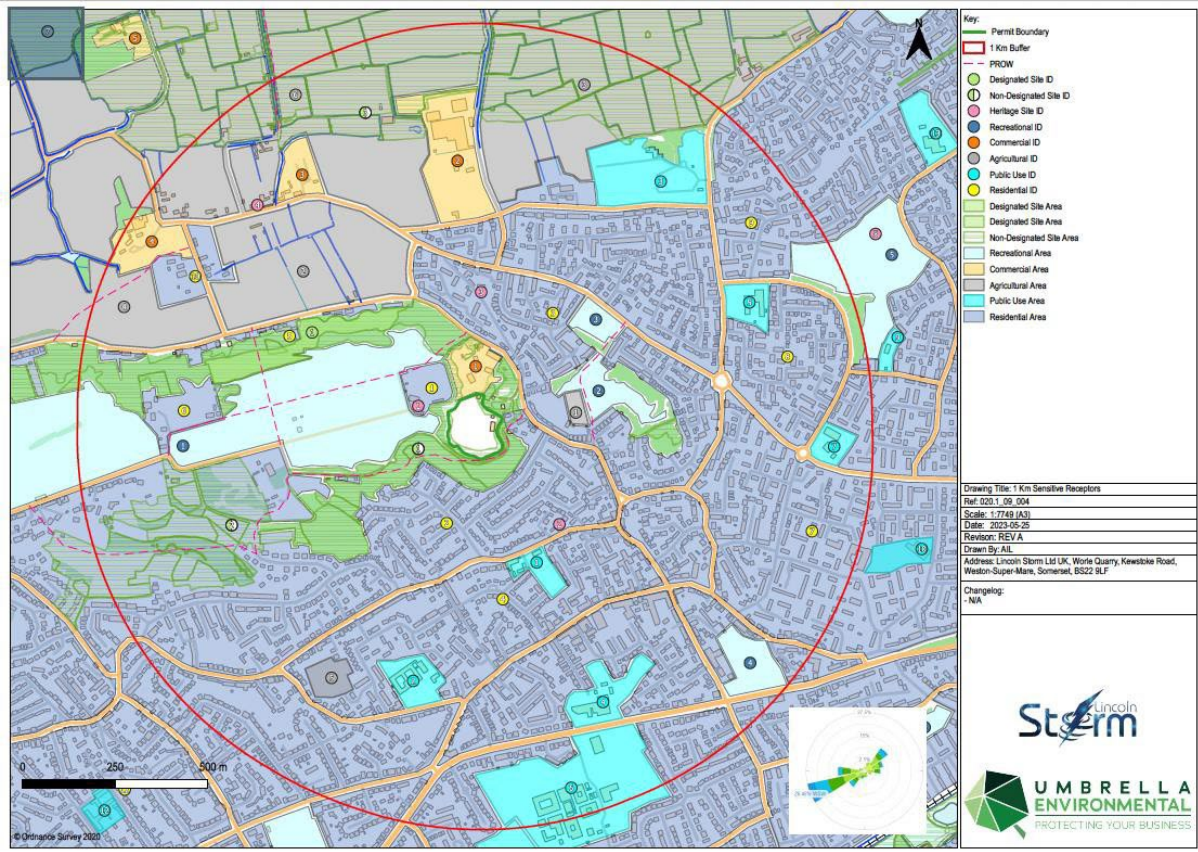 N
Key:
Permit Boundary
1 Km Buffer
PROW
Designated Site ID
Non-Designated Site ID
Heritage Site ID
Recreational ID
Commercial ID
Agricultural ID
Public Use ID
Residential ID
Designated Site Area
Designated Site Area
Non-Designated Site Area
Recreational Area
Commercial Area
Agricultural Area
Public Use Area
Residential Area
Drawing Title: 1 Km Sensitive Receptors
Ref: 020.1_09_004
Scale: 1:7749 (A3)
Date: 2023-05-25
Revison: REV A
Drawn By: AIL
Address: Lincoln Storm Ltd UK, Worle Quarry, Kewstoke Road,
Weston-Super-Mare, Somerset, BS22 9LF
Changelog:
- N/A
Lincoln
Storm
UMBRELLA
ENVIRONMENTAL
PROTECTING YOUR BUSINESS
0 250 500 m
© Ordnance Survey 2020